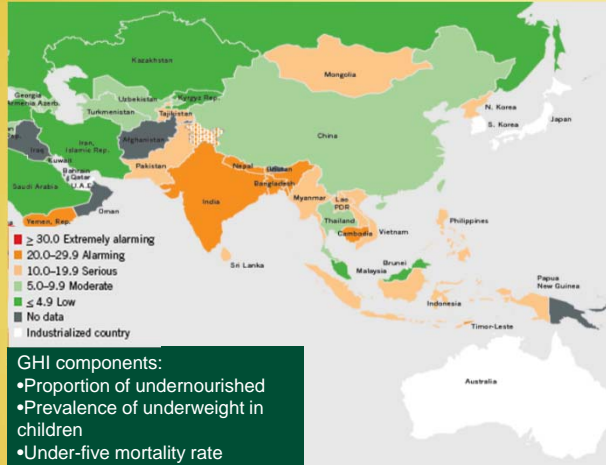 Kazakhstan
Mongolia
Georgia
Armenia Azerb.
Uzbekistan
Kyrgyz Rep.
Turkmenistan
Tajikistan
N. Korea
S. Korea
Japan
China
Iraq
Iran,
Islamic Rep.
Afghanistan
Kuwait
Bahrain
Qatar
U.A.E.
Saudi Arabia
Oman
Yemen, Rep.
Pakistan
Nepal
Bhutan
Bangladesh
India
Myanmar
Lao
PDR
Thailand
Cambodia
Vietnam
Philippines
Sri Lanka
Brunei
Malaysia
Indonesia
Papua
New Guinea
Timor-Leste
Australia
≥ 30.0 Extremely alarming
20.0–29.9 Alarming
10.0–19.9 Serious
5.0–9.9 Moderate
≤ 4.9 Low
No data
Industrialized country
GHI components:
•Proportion of undernourished
•Prevalence of underweight in
children
•Under-five mortality rate